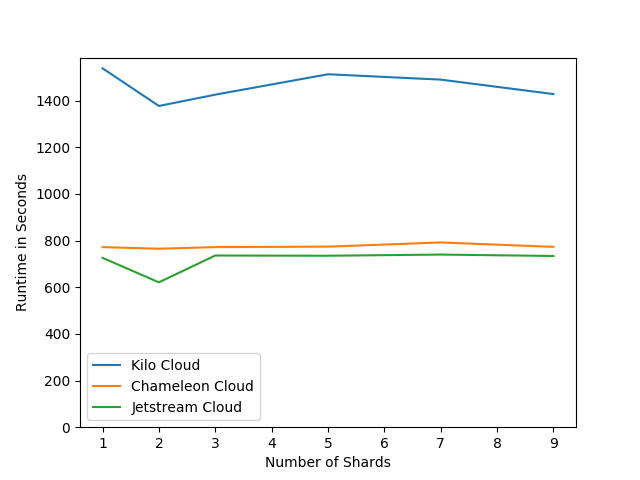 1400
1200
1000
800
600
400
200
0
Runtime in Seconds
Kilo Cloud
Chameleon Cloud
Jetstream Cloud
1 2 3 4 5 6 7 8 9
Number of Shards